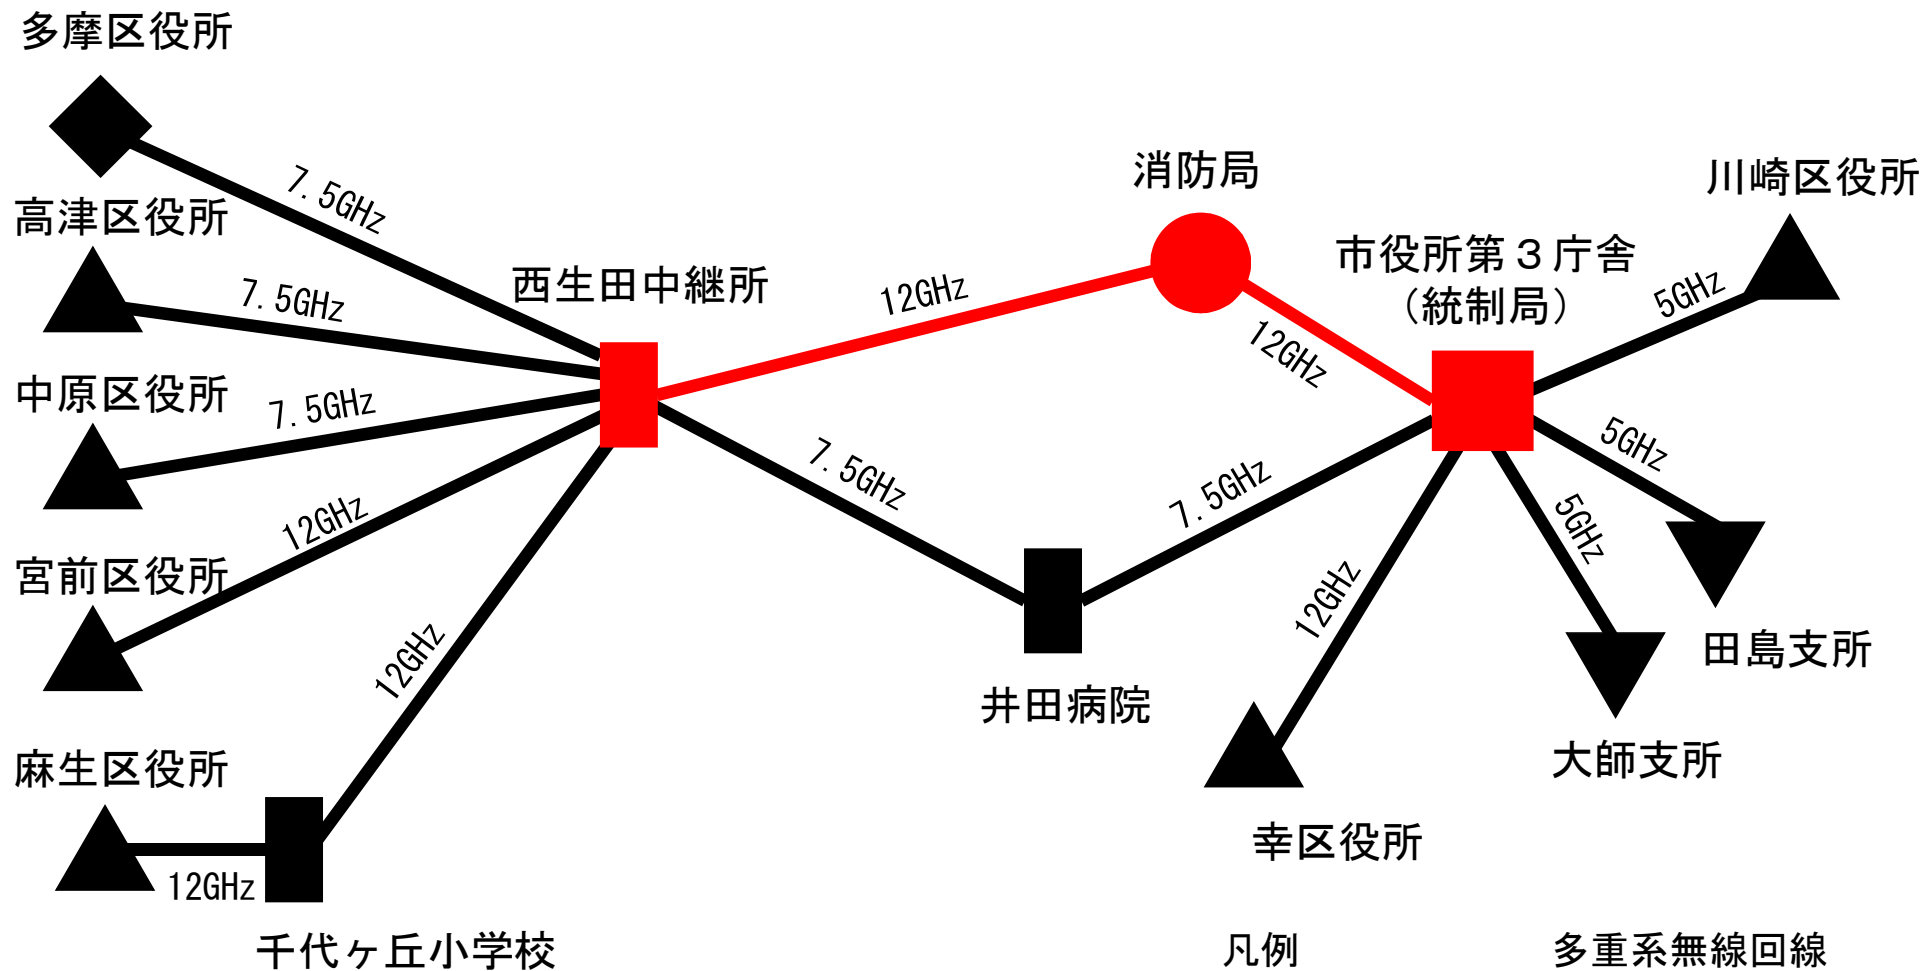 多摩区役所
7.5GHz
高津区役所
7.5GHz
中原区役所
7.5GHz
宮前区役所
12GHz
麻生区役所
12GHz
千代ヶ丘小学校
12GHz
西生田中継所
12GHz
消防局
12GHz
市役所第３庁舎
（統制局）
7.5GHz
井田病院
7.5GHz
川崎区役所
5GHz
5GHz
田島支所
5GHz
大師支所
12GHz
幸区役所
凡例
多重系無線回線